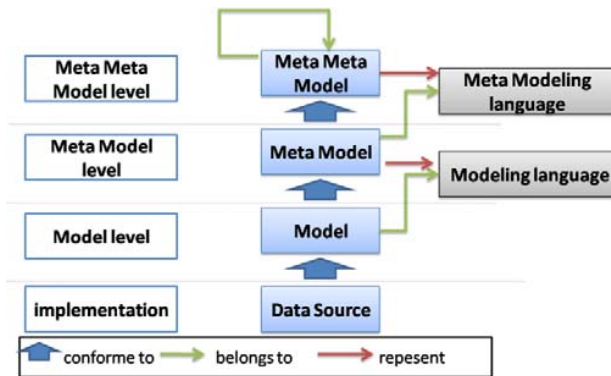 Meta Meta
Model level
Meta Meta
Model
Meta Modeling
language
Meta Model
level
Meta Model
Modeling language
Model level
Model
implementation
Data Source
conforme to
belongs to
repesent